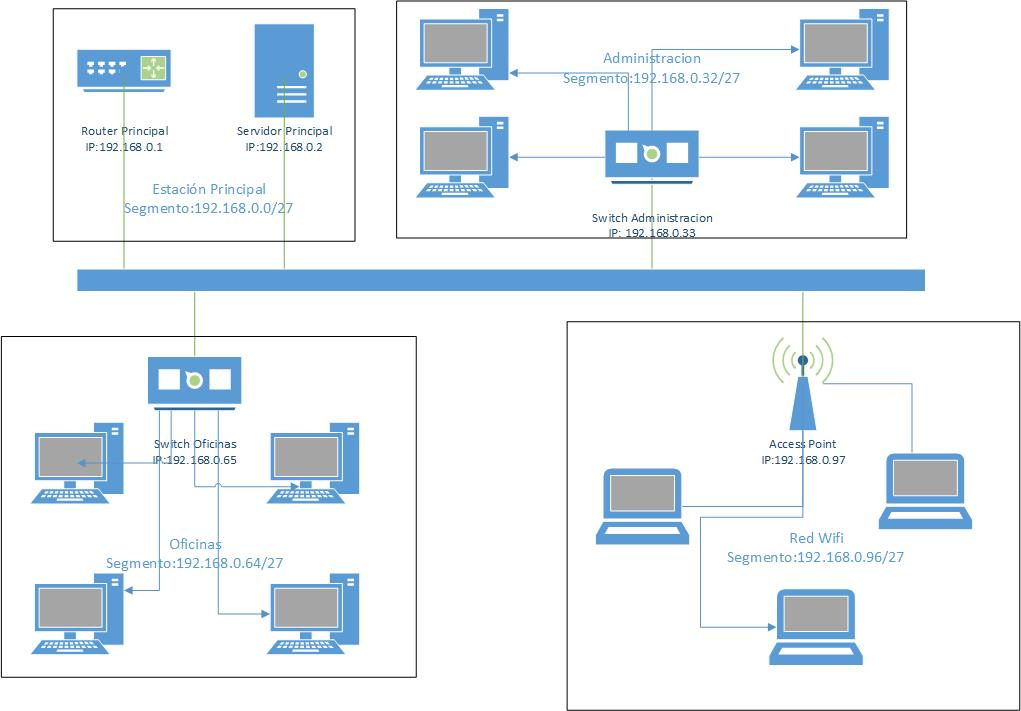 Router Principal
IP:192.168.0.1
Servidor Principal
IP:192.168.0.2
Estación Principal
Segmento:192.168.0.0/27
Administracion
Segmento:192.168.0.32/27
Switch Administracion
IP: 192.168.0.33
Switch Oficinas
IP:192.168.0.65
Oficinas
Segmento:192.168.0.64/27
Access Point
IP:192.168.0.97
Red Wifi
Segmento:192.168.0.96/27